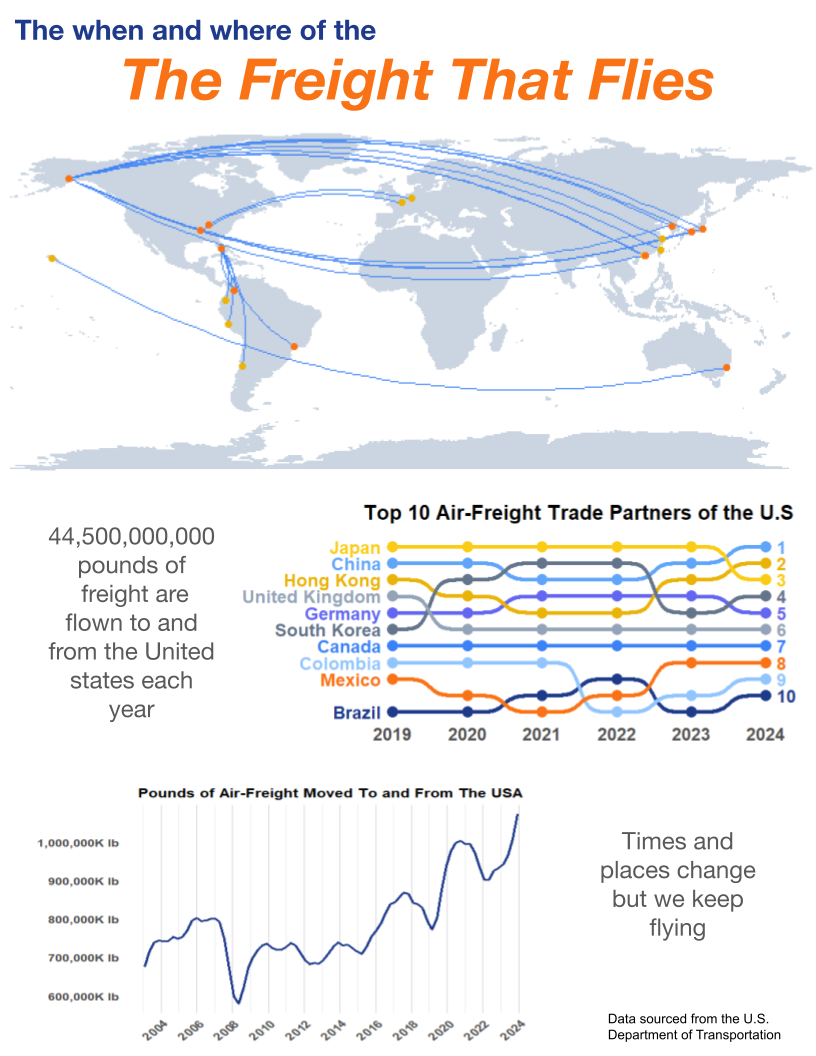 The when and where of the
The Freight That Flies
44,500,000,000
pounds of
freight are
flown to and
from the United
states each
year
Top 10 Air-Freight Trade Partners of the U.S
Japan
China
Hong Kong
United Kingdom
Germany
South Korea
Canada
Colombia
Mexico
Brazil
1
2
3
4
5
6
7
8
9
10
2019 2020 2021 2022 2023 2024
Pounds of Air-Freight Moved To and From The USA
1,000,000K lb
900,000K lb
800,000K lb
700,000K lb
600,000K lb
2004 2006 2008 2010 2012 2014 2016 2018 2020 2022 2024
Times and
places change
but we keep
flying
Data sourced from the U.S.
Department of Transportation